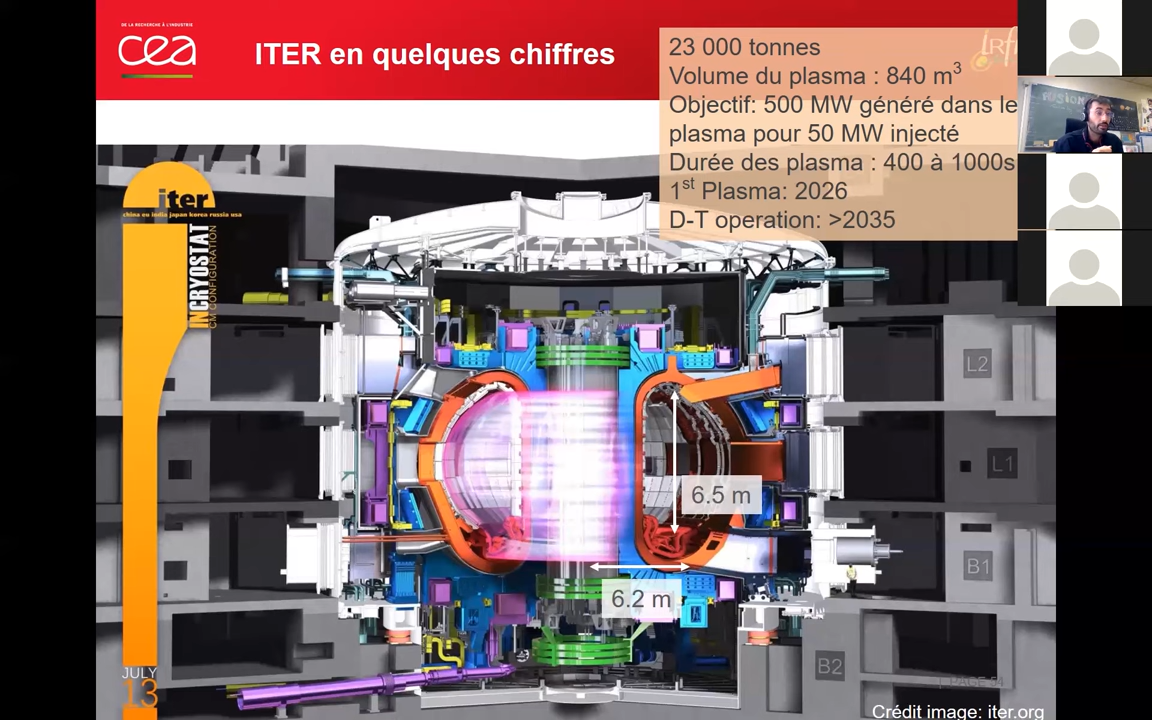 DE LA RECHERCHE À L'INDUSTRIE
cea
ITER en quelques chiffres
23 000 tonnes
Volume du plasma : 840 m³
Objectif: 500 MW généré dans le
plasma pour 50 MW injecté
Durée des plasma : 400 à 1000s
1st Plasma: 2026
D-T operation: >2035
FUSION
iter
china eu india japan korea russia usa
INCRYOSTAT
CM CONFIGURATION
L2
L1
6.5 m
B1
6.2 m
B2
JULY
13
Crédit image: iter.org